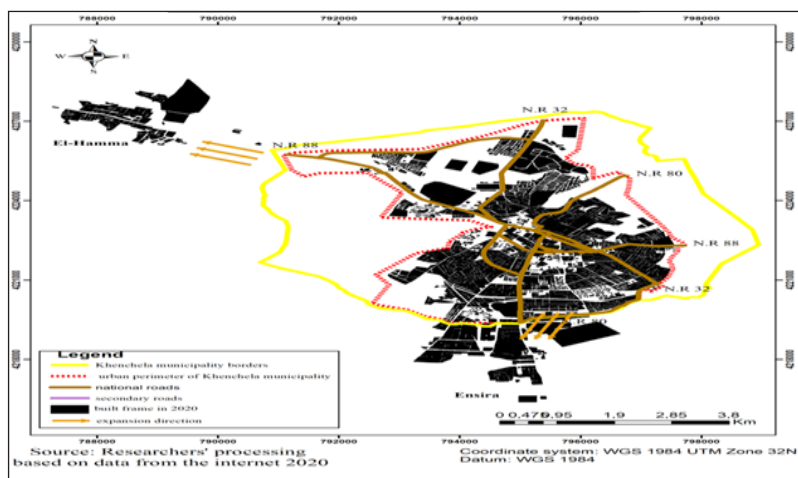 788000 790000 792000 794000 796000 798000
N
W E
El-Hamma
N.R 32
N.R 88
N.R 80
N.R 88
N.R 32
R 80
Ensira
Legend
Khenchela municipality borders
urban perimeter of Khenchela municipality
national roads
secondary roads
built frame in 2020
expansion direction
0 0,475 0,95 1,9 2,85 3,8
Km
788000 790000 792000 794000 796000 798000
Source: Researchers' processing
based on data from the internet 2020
Coordinate system: WGS 1984 UTM Zone 32N
Datum: WGS 1984